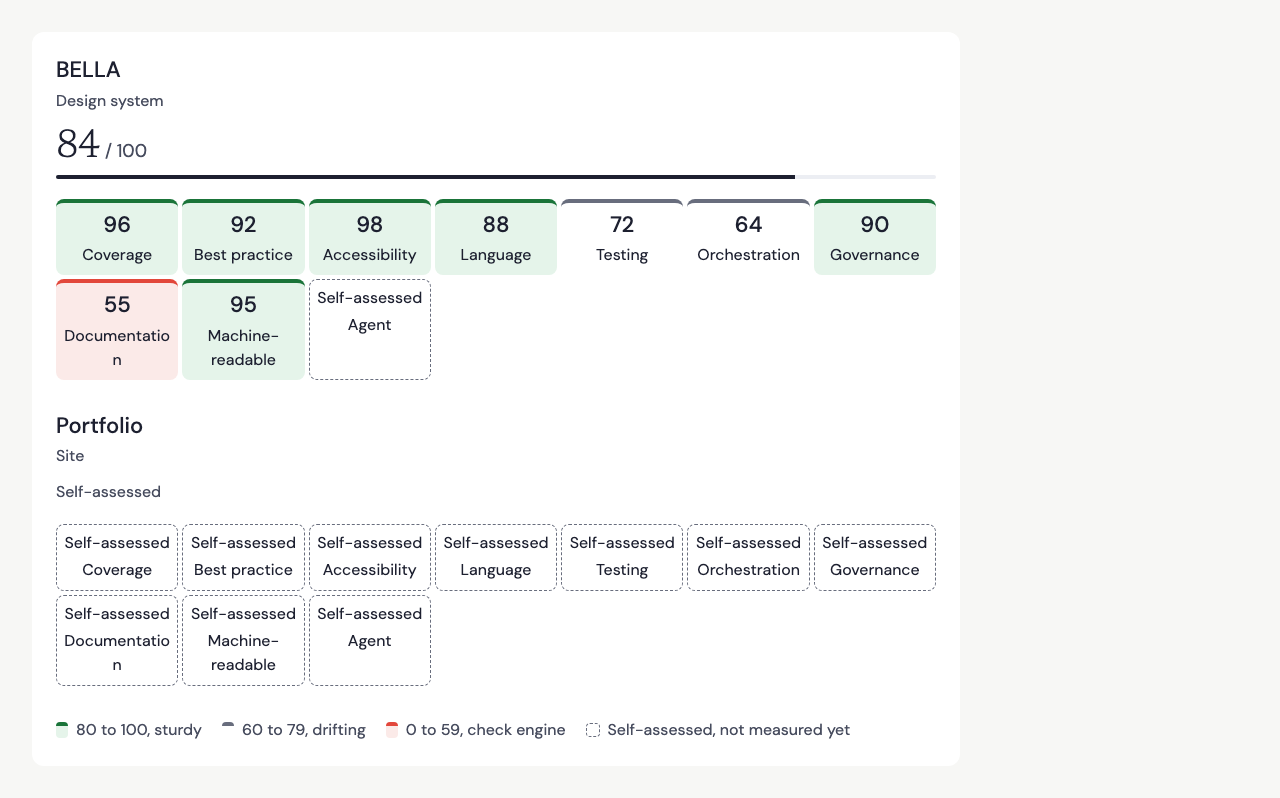 BELLA
Design system
84 / 100
96 92 98 88 72 64 90
Coverage Best practice Accessibility Language Testing Orchestration Governance
55 95 Self-assessed
Documentatio Machine- Agent
n readable
Portfolio
Site
Self-assessed
Self-assessed Self-assessed Self-assessed Self-assessed Self-assessed Self-assessed Self-assessed
Coverage Best practice Accessibility Language Testing Orchestration Governance
Self-assessed Self-assessed Self-assessed
Documentatio Machine- Agent
n readable
80 to 100, sturdy 60 to 79, drifting 0 to 59, check engine Self-assessed, not measured yet